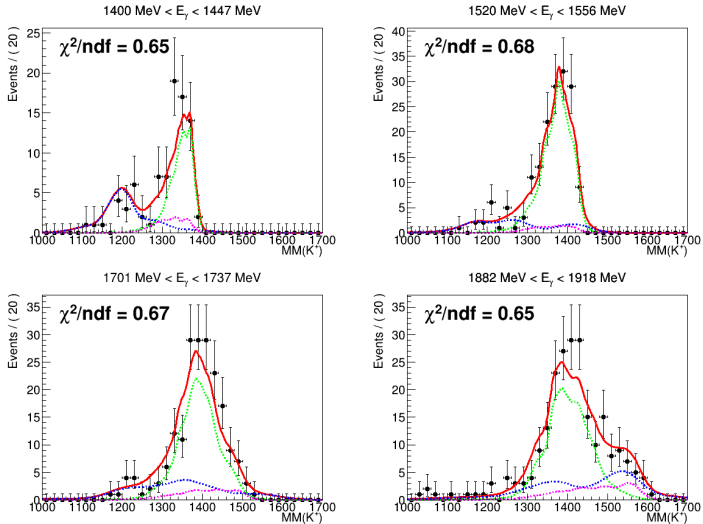 1400 MeV < Eγ < 1447 MeV
χ²/ndf = 0.65
Events / ( 20 )
25
20
15
10
5
0
1000 1100 1200 1300 1400 1500 1600 1700
MM(K⁺)
1520 MeV < Eγ < 1556 MeV
χ²/ndf = 0.68
Events / ( 20 )
40
35
30
25
20
15
10
5
0
1000 1100 1200 1300 1400 1500 1600 1700
MM(K⁺)
1701 MeV < Eγ < 1737 MeV
χ²/ndf = 0.67
Events / ( 20 )
35
30
25
20
15
10
5
0
1000 1100 1200 1300 1400 1500 1600 1700
MM(K⁺)
1882 MeV < Eγ < 1918 MeV
χ²/ndf = 0.65
Events / ( 20 )
35
30
25
20
15
10
5
0
1000 1100 1200 1300 1400 1500 1600 1700
MM(K⁺)